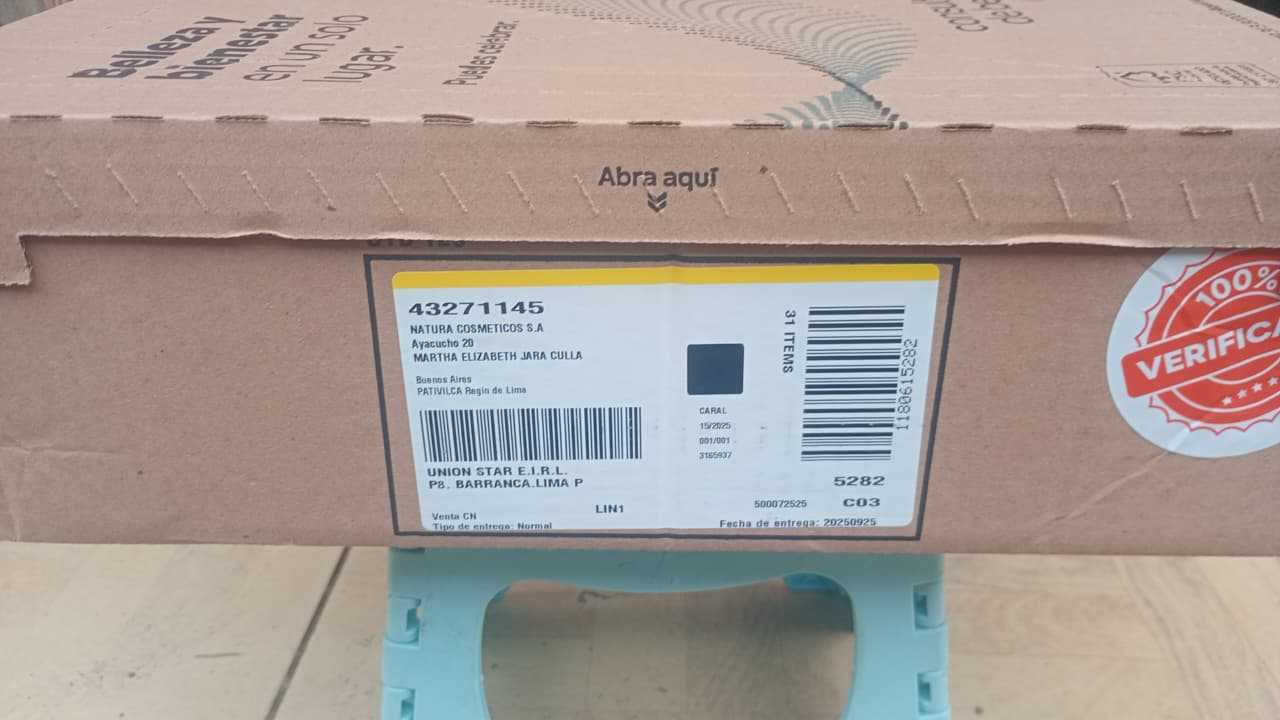 Belleza y
bienestar
en un solo
lugar.
Puedes celebrar.
Abra aquí
43271145
NATURA COSMETICOS S.A
Ayacucho 20
MARTHA ELIZABETH JARA CULLA
Buenos Aires
PATIVILCA Regin de Lima
UNION STAR E.I.R.L.
P8. BARRANCA.LIMA P
LIN1
Venta CN
Tipo de entrega: Normal
CARAL
15/2025
001/001
3165937
31 ITEMS
1180615282
5282
500072525
C03
Fecha de entrega: 20250925
100%